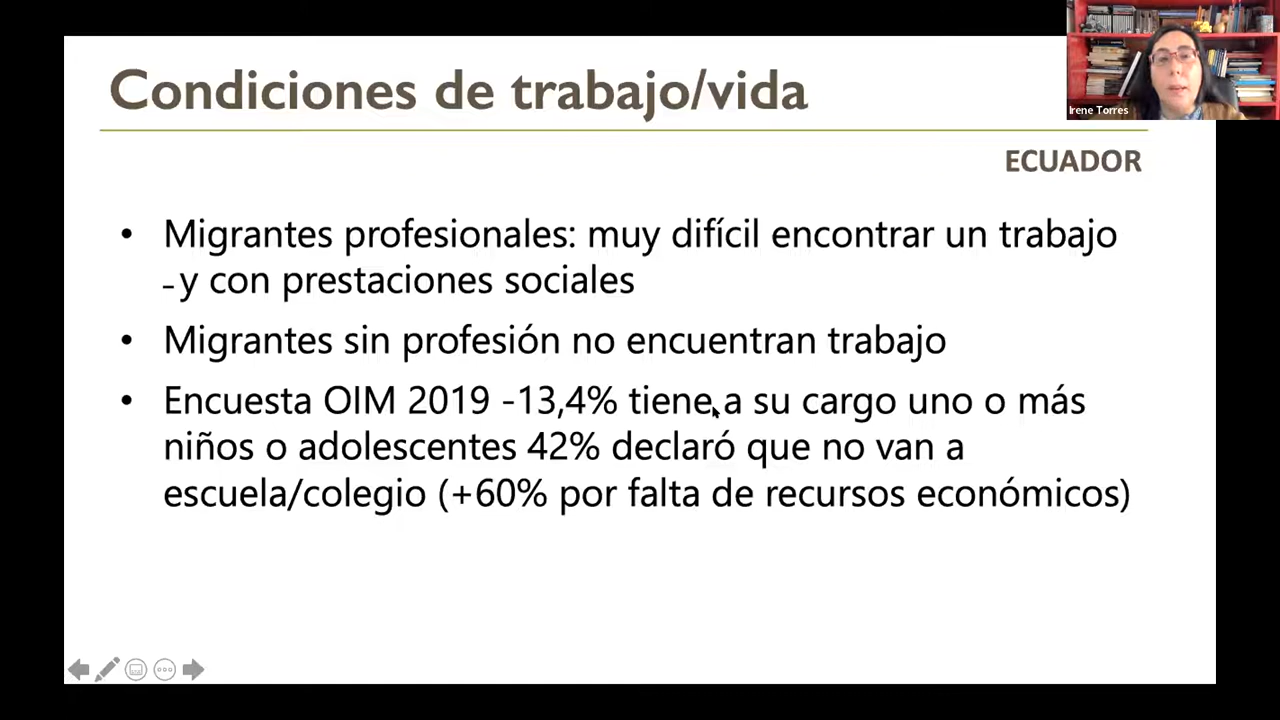 Condiciones de trabajo/vida
Irene Torres
ECUADOR
• Migrantes profesionales: muy difícil encontrar un trabajo
-y con prestaciones sociales
• Migrantes sin profesión no encuentran trabajo
• Encuesta OIM 2019 -13,4% tiene a su cargo uno o más
niños o adolescentes 42% declaró que no van a
escuela/colegio (+60% por falta de recursos económicos)